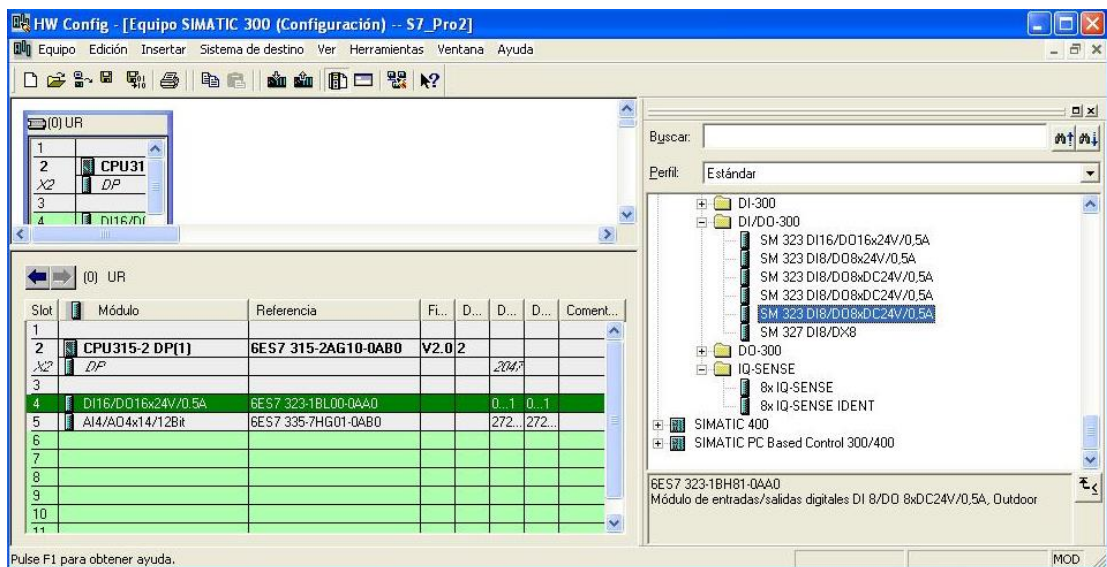 HW Config - [Equipo SIMATIC 300 (Configuración) -- S7_Pro2]
Equipo Edición Insertar Sistema de destino Ver Herramientas Ventana Ayuda
(0) UR
1
2 CPU31
X2 DP
3
4 DI16/D(
(0) UR
Slot Módulo Referencia Fi... D... D... D... Coment...
1
2 CPU315-2 DP(1) 6ES7 315-2AG10-0AB0 V2.0 2
X2 DP 2047
3
4 DI16/DO16x24V/0.5A 6ES7 323-1BL00-0AA0 0...1 0...1
5 AI4/AO4x14/12Bit 6ES7 335-7HG01-0AB0 272... 272...
6
7
8
9
10
11
Buscar:
Perfil: Estándar
DI-300
DI/DO-300
SM 323 DI16/DO16x24V/0,5A
SM 323 DI8/DO8x24V/0,5A
SM 323 DI8/DO8xDC24V/0,5A
SM 323 DI8/DO8xDC24V/0,5A
SM 323 DI8/DO8xDC24V/0,5A
SM 327 DI8/DX8
DO-300
IQ-SENSE
8x IQ-SENSE
8x IQ-SENSE IDENT
SIMATIC 400
SIMATIC PC Based Control 300/400
6ES7 323-1BH81-0AA0
Módulo de entradas/salidas digitales DI 8/DO 8xDC24V/0,5A, Outdoor
Pulse F1 para obtener ayuda.
MOD